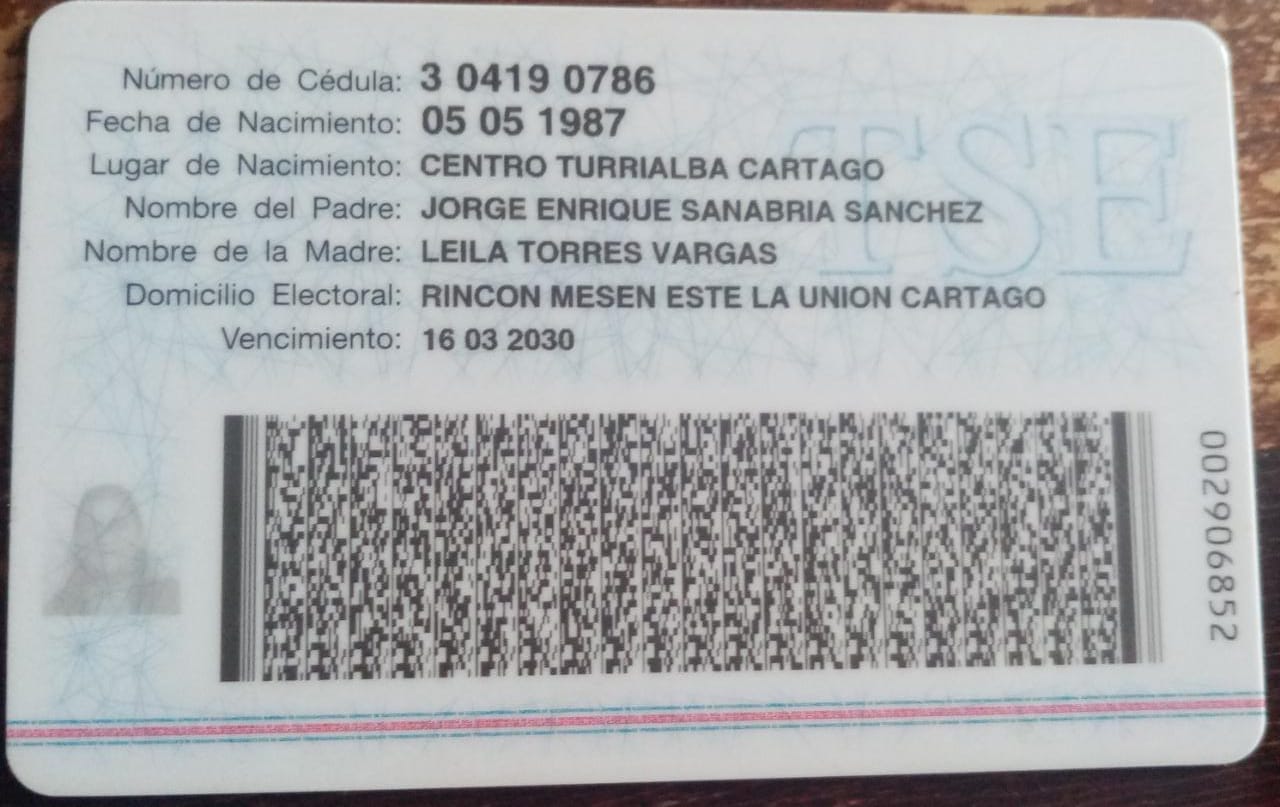 Número de Cédula: 3 0419 0786
Fecha de Nacimiento: 05 05 1987
Lugar de Nacimiento: CENTRO TURRIALBA CARTAGO
Nombre del Padre: JORGE ENRIQUE SANABRIA SANCHEZ
Nombre de la Madre: LEILA TORRES VARGAS
Domicilio Electoral: RINCON MESEN ESTE LA UNION CARTAGO
Vencimiento: 16 03 2030
TSE
002906852